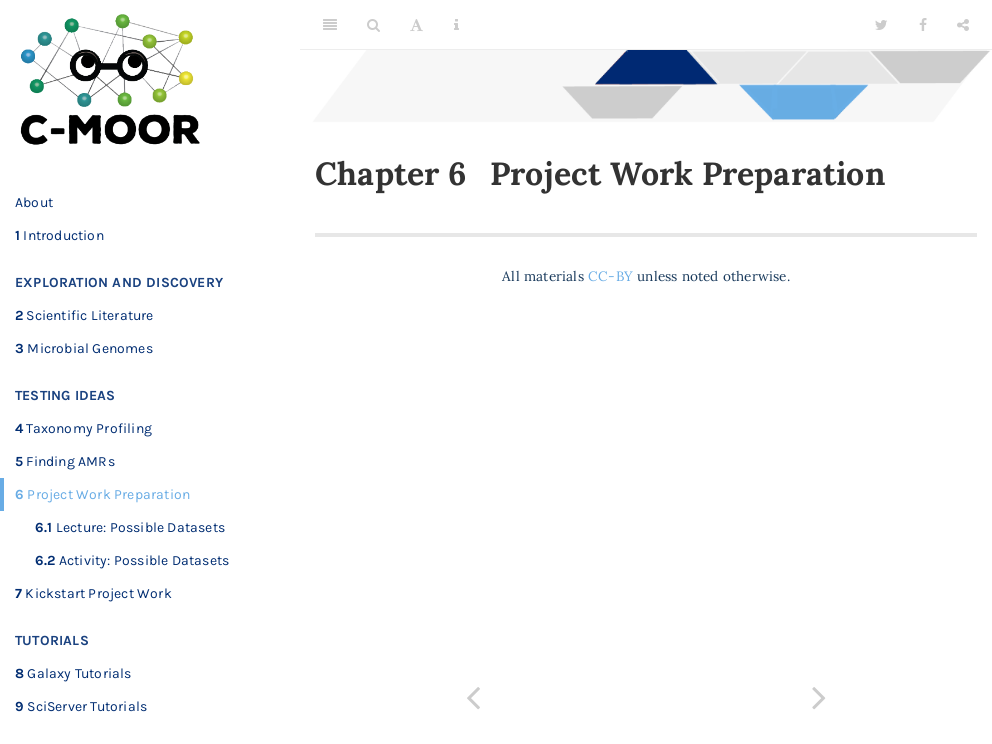 C-MOOR
About
1 Introduction
EXPLORATION AND DISCOVERY
2 Scientific Literature
3 Microbial Genomes
TESTING IDEAS
4 Taxonomy Profiling
5 Finding AMRs
6 Project Work Preparation
6.1 Lecture: Possible Datasets
6.2 Activity: Possible Datasets
7 Kickstart Project Work
TUTORIALS
8 Galaxy Tutorials
9 SciServer Tutorials
A
Chapter 6 Project Work Preparation
All materials CC-BY unless noted otherwise.